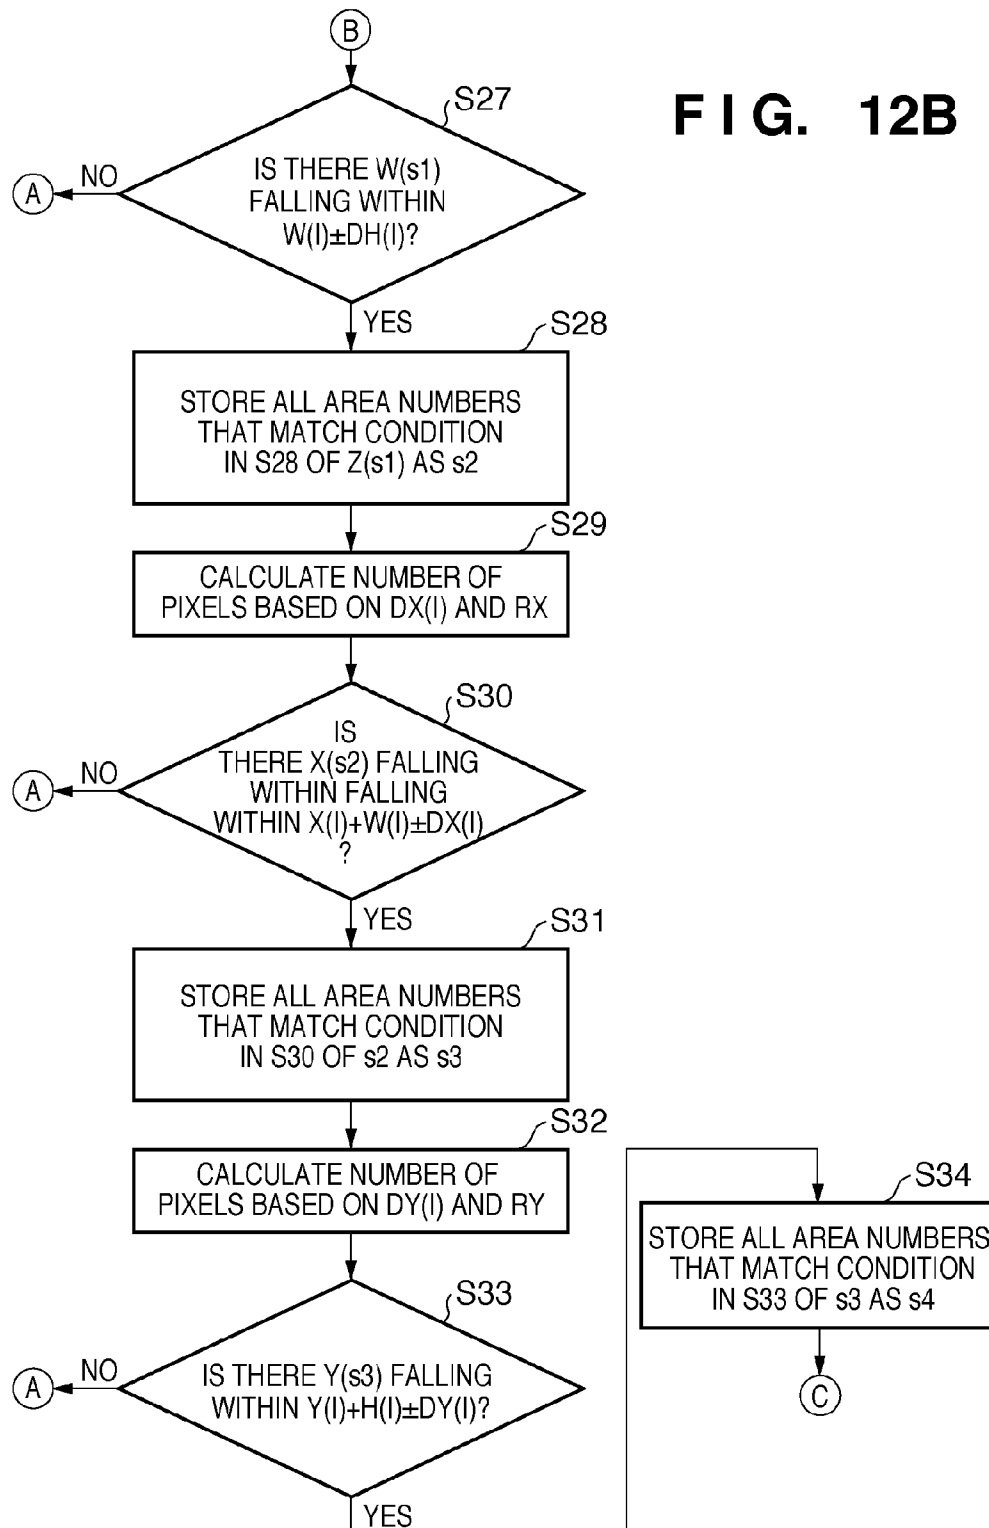 FIG. 12B
B
S27
IS THERE W(s1)
FALLING WITHIN
W(I)±DH(I)?
NO
A
YES
S28
STORE ALL AREA NUMBERS
THAT MATCH CONDITION
IN S28 OF Z(s1) AS s2
S29
CALCULATE NUMBER OF
PIXELS BASED ON DX(I) AND RX
S30
IS
THERE X(s2) FALLING
WITHIN FALLING
WITHIN X(I)+W(I)±DX(I)
?
NO
A
YES
S31
STORE ALL AREA NUMBERS
THAT MATCH CONDITION
IN S30 OF s2 AS s3
S32
CALCULATE NUMBER OF
PIXELS BASED ON DY(I) AND RY
S33
IS THERE Y(s3) FALLING
WITHIN Y(I)+H(I)±DY(I)?
NO
A
YES
S34
STORE ALL AREA NUMBERS
THAT MATCH CONDITION
IN S33 OF s3 AS s4
C